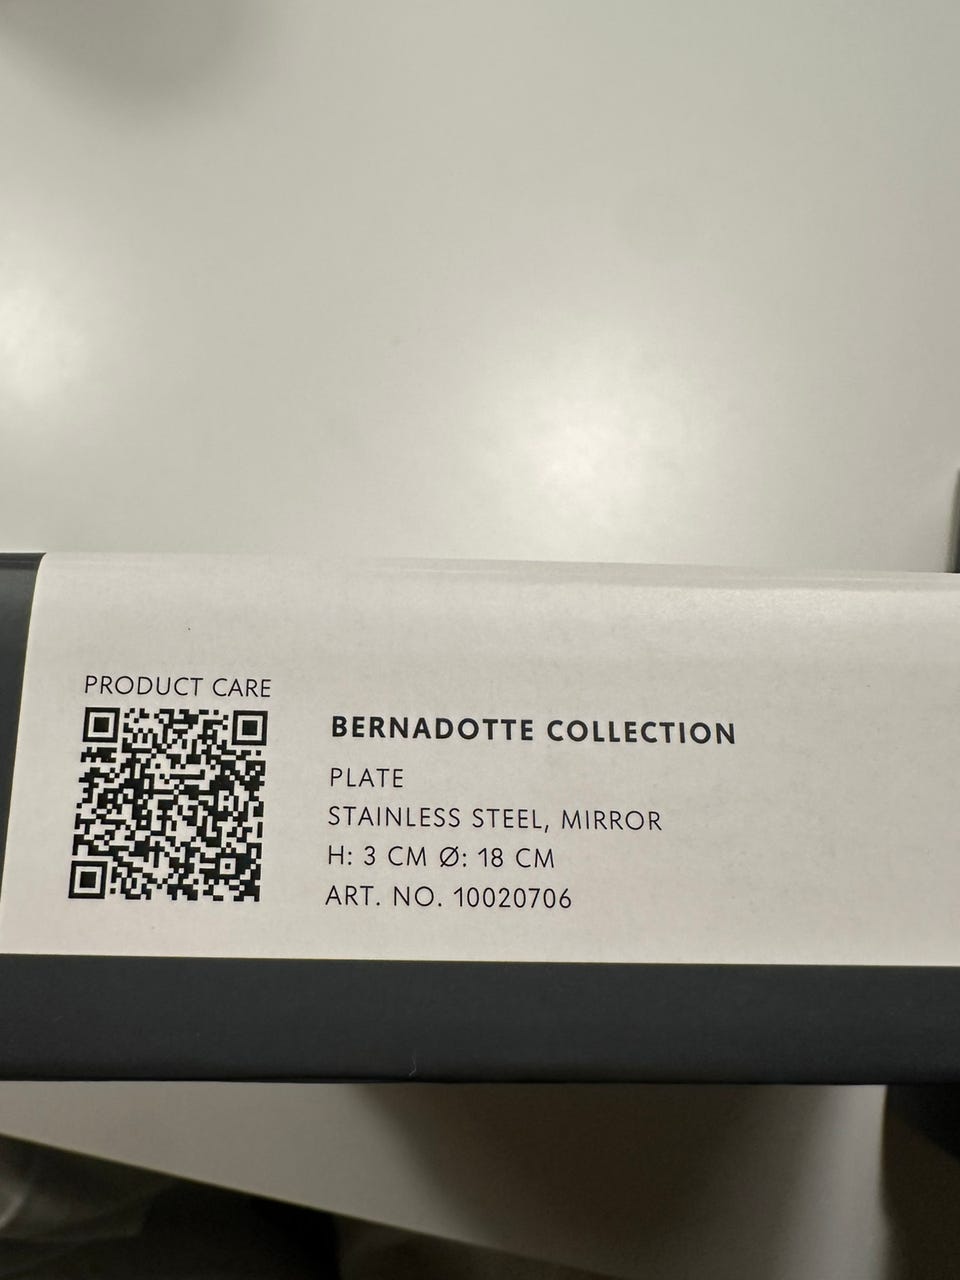 PRODUCT CARE
BERNADOTTE COLLECTION
PLATE
STAINLESS STEEL, MIRROR
H: 3 CM Ø: 18 CM
ART. NO. 10020706